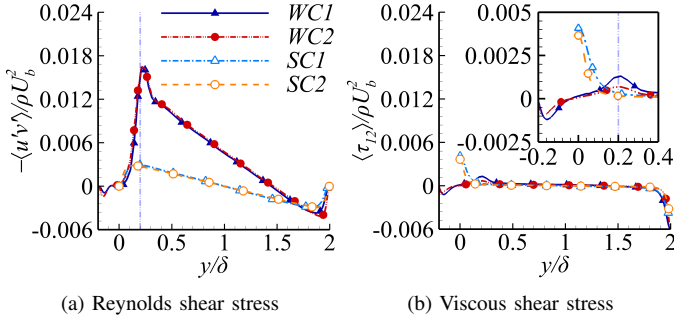 0.024
0.018
0.012
0.006
0
-0.006
−⟨u'v'⟩/ρU_b^2
0 0.5 1 1.5 2
y/δ
WC1
WC2
SC1
SC2
(a) Reynolds shear stress
0.024
0.018
0.012
0.006
0
-0.006
⟨τ12⟩/ρU_b^2
0 0.5 1 1.5 2
y/δ
0.005
0.0025
0
-0.0025
-0.2 0 0.2 0.4
(b) Viscous shear stress